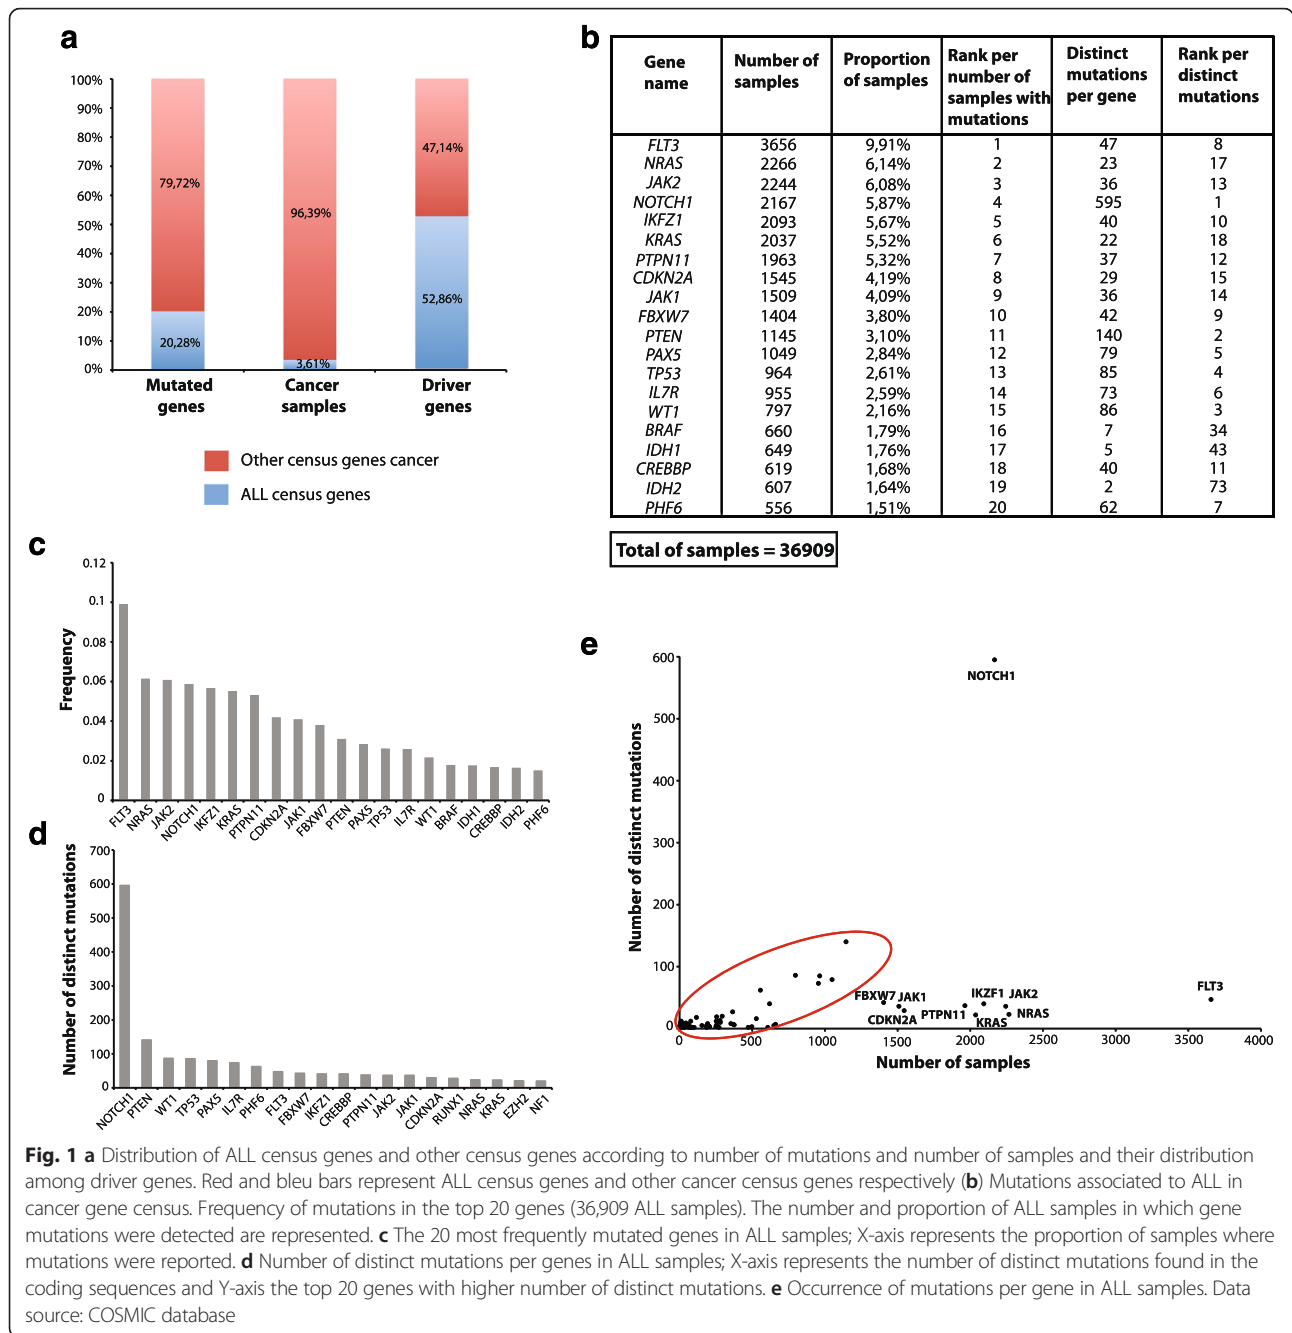 a
100%
90%
80%
70%
60%
50%
40%
30%
20%
10%
0%
79,72%
20,28%
96,39%
3,61%
47,14%
52,86%
Mutated genes
Cancer samples
Driver genes
Other census genes cancer
ALL census genes
b
Gene name | Number of samples | Proportion of samples | Rank per number of samples with mutations | Distinct mutations per gene | Rank per distinct mutations
FLT3 3656 9,91% 1 47 8
NRAS 2266 6,14% 2 23 17
JAK2 2244 6,08% 3 36 13
NOTCH1 2167 5,87% 4 595 1
IKFZ1 2093 5,67% 5 40 10
KRAS 2037 5,52% 6 22 18
PTPN11 1963 5,32% 7 37 12
CDKN2A 1545 4,19% 8 29 15
JAK1 1509 4,09% 9 36 14
FBXW7 1404 3,80% 10 42 9
PTEN 1145 3,10% 11 140 2
PAX5 1049 2,84% 12 79 5
TP53 964 2,61% 13 85 4
IL7R 955 2,59% 14 73 6
WT1 797 2,16% 15 86 3
BRAF 660 1,79% 16 7 34
IDH1 649 1,76% 17 5 43
CREBBP 619 1,68% 18 40 11
IDH2 607 1,64% 19 2 73
PHF6 556 1,51% 20 62 7
Total of samples = 36909
c
Frequency
0.12
0.1
0.08
0.06
0.04
0.02
0
FLT3 NRAS JAK2 NOTCH1 IKFZ1 KRAS PTPN11 CDKN2A JAK1 FBXW7 PTEN PAX5 TP53 IL7R WT1 BRAF IDH1 CREBBP IDH2 PHF6
d
Number of distinct mutations
700
600
500
400
300
200
100
0
NOTCH1 PTEN WT1 TP53 PAX5 IL7R PHF6 FLT3 FBXW7 IKFZ1 CREBBP PTPN11 JAK2 JAK1 CDKN2A RUNX1 NRAS KRAS EZH2 NF1
e
Number of distinct mutations
600
500
400
300
200
100
0
NOTCH1
FLT3
FBXW7 JAK1
IKZF1 JAK2
CDKN2A
PTPN11
KRAS
NRAS
0 500 1000 1500 2000 2500 3000 3500 4000
Number of samples
Fig. 1 a Distribution of ALL census genes and other census genes according to number of mutations and number of samples and their distribution
among driver genes. Red and bleu bars represent ALL census genes and other cancer census genes respectively (b) Mutations associated to ALL in
cancer gene census. Frequency of mutations in the top 20 genes (36,909 ALL samples). The number and proportion of ALL samples in which gene
mutations were detected are represented. c The 20 most frequently mutated genes in ALL samples; X-axis represents the proportion of samples where
mutations were reported. d Number of distinct mutations per genes in ALL samples; X-axis represents the number of distinct mutations found in the
coding sequences and Y-axis the top 20 genes with higher number of distinct mutations. e Occurrence of mutations per gene in ALL samples. Data
source: COSMIC database